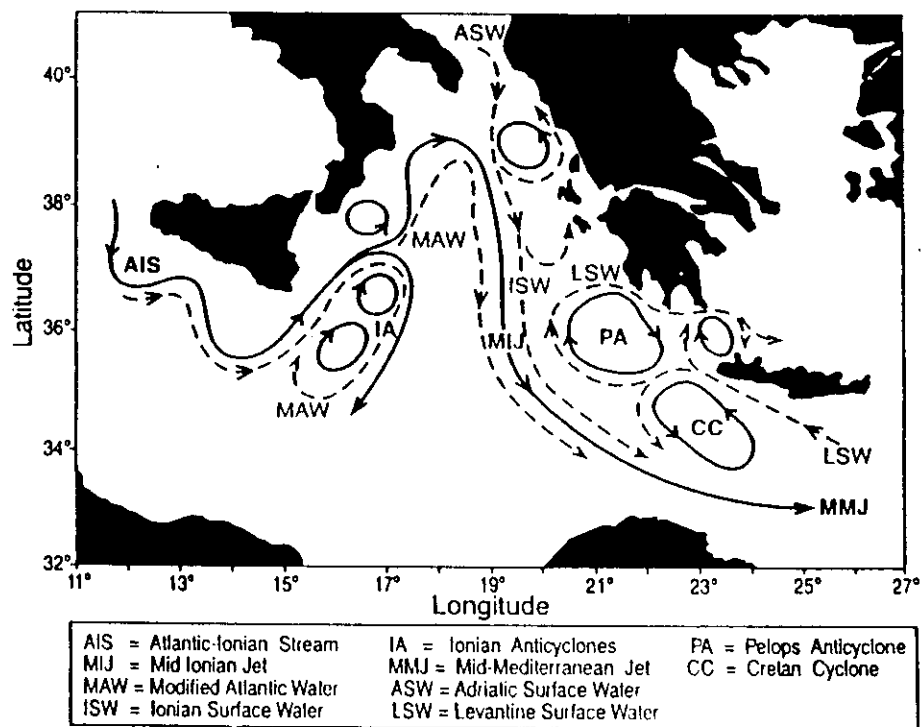 ASW
40°
38°
MAW
AIS
LSW
ISW
Latitude
36°
IA
MIJ
PA
MAW
CC
34°
LSW
MMJ
32°
11° 13° 15° 17° 19° 21° 23° 25° 27°
Longitude
AIS = Atlantic-Ionian Stream IA = Ionian Anticyclones PA = Pelops Anticyclone
MIJ = Mid Ionian Jet MMJ = Mid-Mediterranean Jet CC = Cretan Cyclone
MAW = Modified Atlantic Water ASW = Adriatic Surface Water
ISW = Ionian Surface Water LSW = Levantine Surface Water